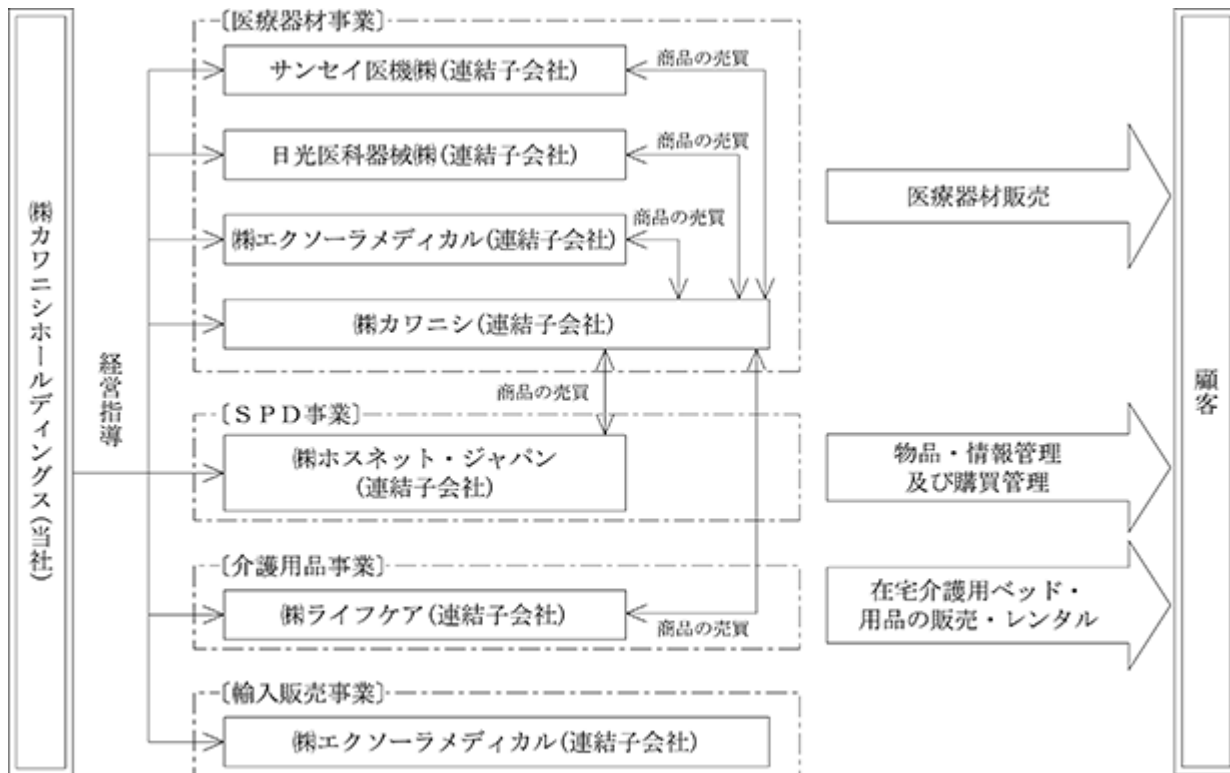 ㈱カワニシホールディングス(当社)
経営指導
〔医療器材事業〕
サンセイ医機㈱(連結子会社)
商品の売買
日光医科器械㈱(連結子会社)
商品の売買
㈱エクソーラメディカル(連結子会社)
商品の売買
㈱カワニシ(連結子会社)
医療器材販売
商品の売買
〔ＳＰＤ事業〕
㈱ホスネット・ジャパン
(連結子会社)
物品・情報管理
及び購買管理
〔介護用品事業〕
㈱ライフケア(連結子会社)
商品の売買
在宅介護用ベッド・
用品の販売・レンタル
〔輸入販売事業〕
㈱エクソーラメディカル(連結子会社)
顧客